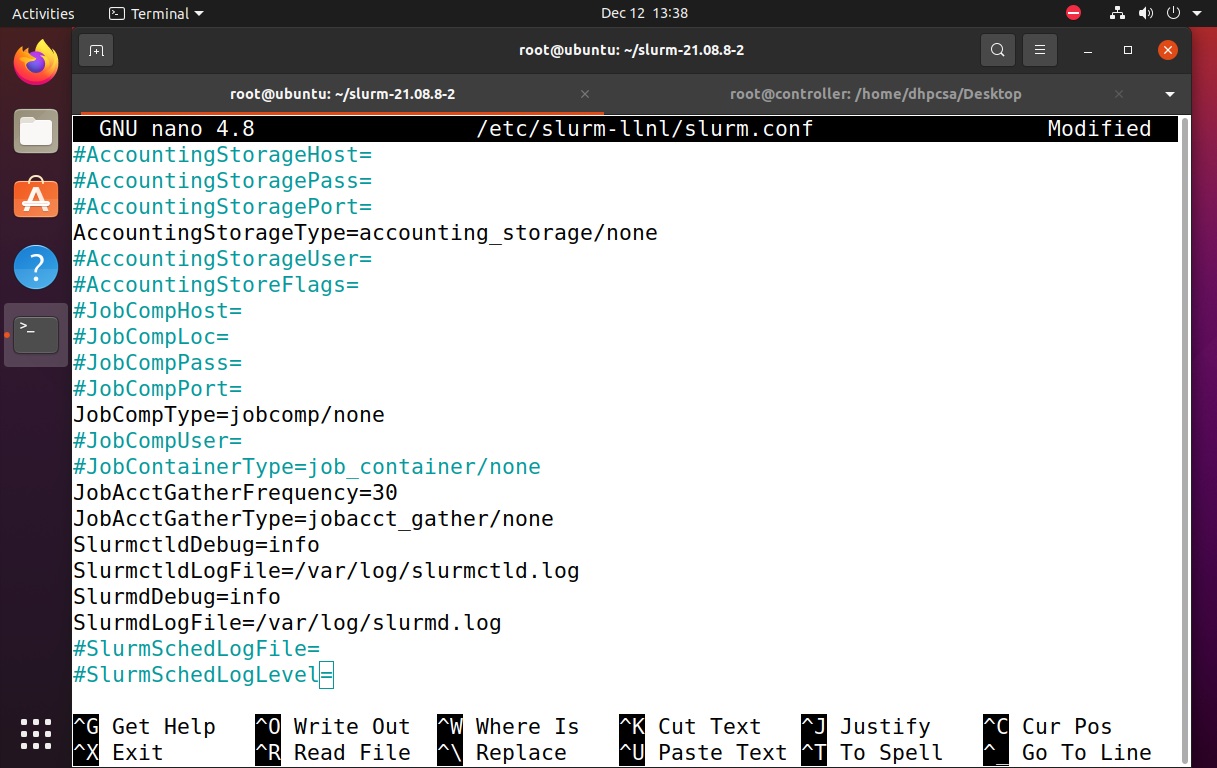 Activities Terminal Dec 12 13:38
root@ubuntu: ~/slurm-21.08.8-2
root@ubuntu: ~/slurm-21.08.8-2 × root@controller: /home/dhpcsa/Desktop ×
GNU nano 4.8 /etc/slurm-llnl/slurm.conf Modified
#AccountingStorageHost=
#AccountingStoragePass=
#AccountingStoragePort=
AccountingStorageType=accounting_storage/none
#AccountingStorageUser=
#AccountingStoreFlags=
#JobCompHost=
#JobCompLoc=
#JobCompPass=
#JobCompPort=
JobCompType=jobcomp/none
#JobCompUser=
#JobContainerType=job_container/none
JobAcctGatherFrequency=30
JobAcctGatherType=jobacct_gather/none
SlurmctldDebug=info
SlurmctldLogFile=/var/log/slurmctld.log
SlurmdDebug=info
SlurmdLogFile=/var/log/slurmd.log
#SlurmSchedLogFile=
#SlurmSchedLogLevel=
^G Get Help ^O Write Out ^W Where Is ^K Cut Text ^J Justify ^C Cur Pos
^X Exit ^R Read File ^\ Replace ^U Paste Text ^T To Spell ^_ Go To Line